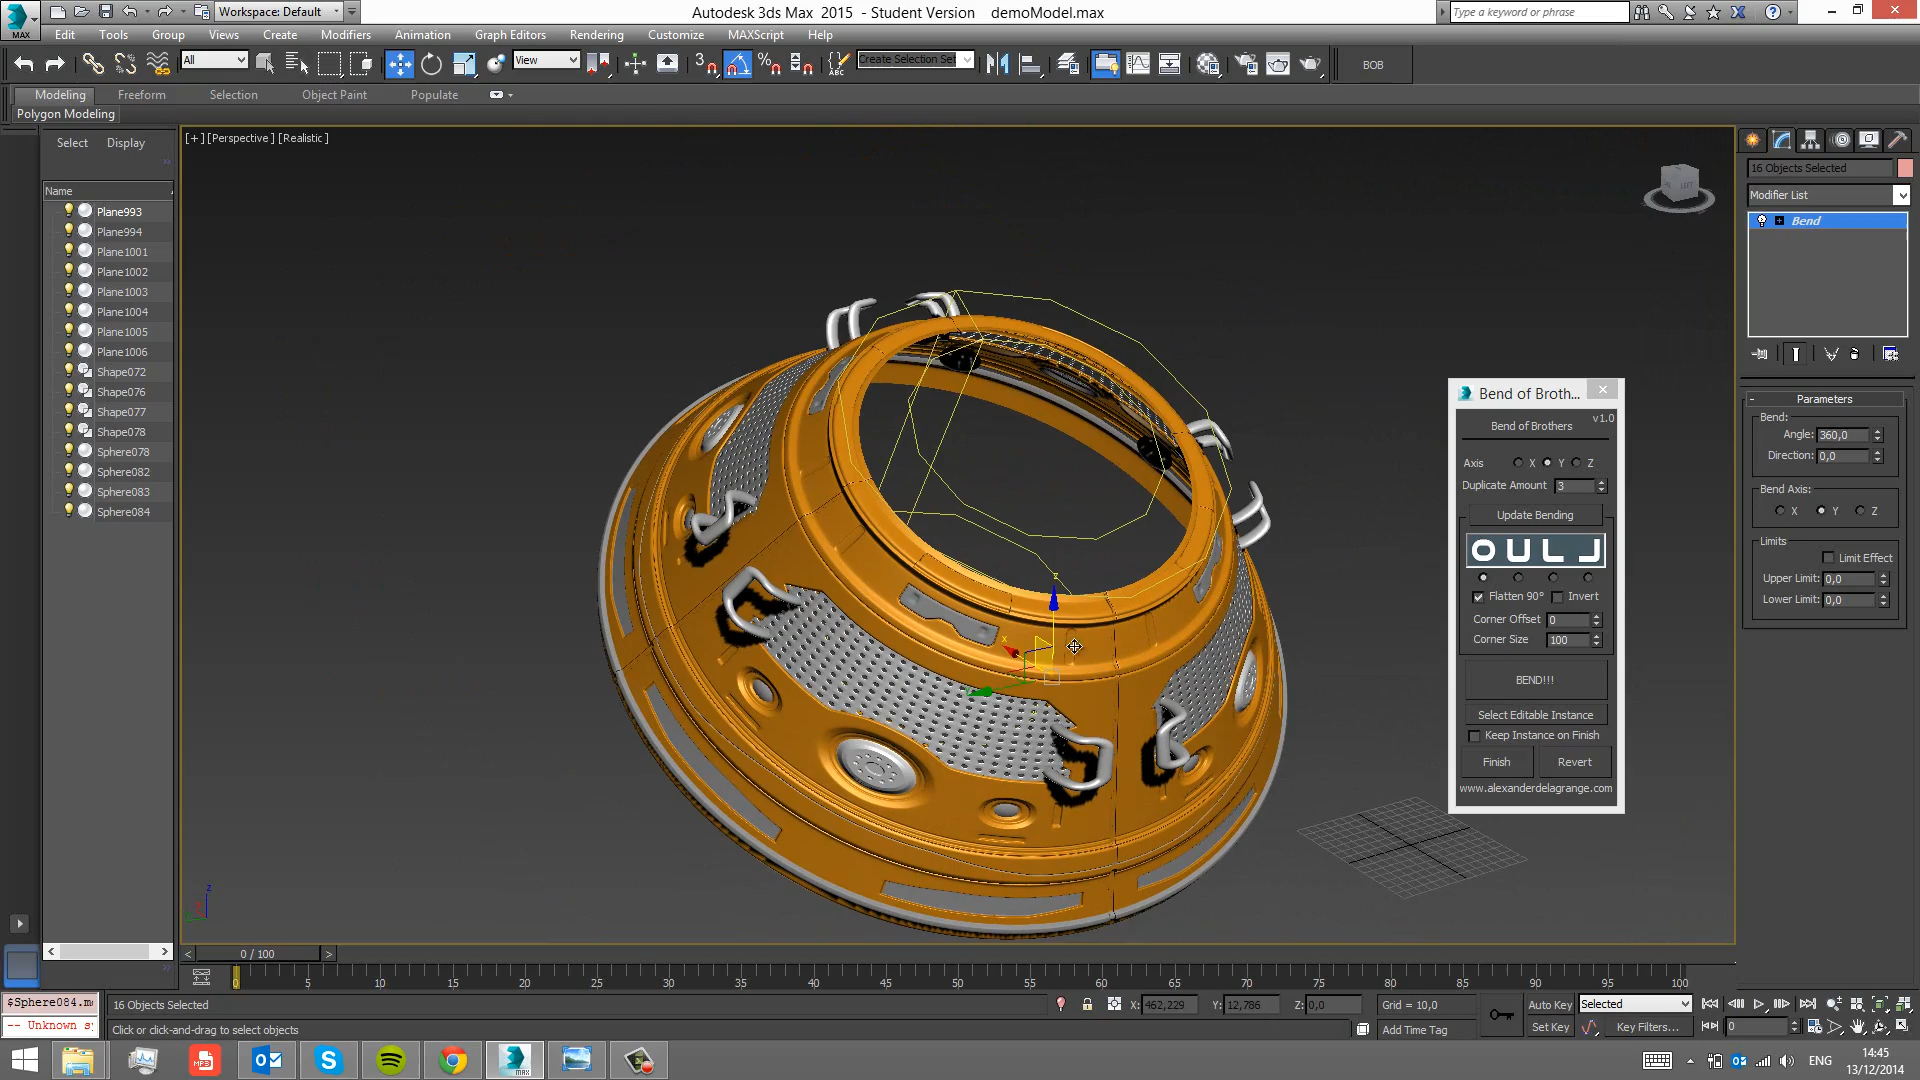 Workspace: Default
Autodesk 3ds Max 2015 - Student Version demoModel.max
Type a keyword or phrase
MAX
Edit Tools Group Views Create Modifiers Animation Graph Editors Rendering Customize MAXScript Help
All
View
3
ABC
Create Selection Set
BOB
Modeling Freeform Selection Object Paint Populate
Polygon Modeling
Select Display
Name
Plane993
Plane994
Plane1001
Plane1002
Plane1003
Plane1004
Plane1005
Plane1006
Shape072
Shape076
Shape077
Shape078
Sphere078
Sphere082
Sphere083
Sphere084
[+] [Perspective] [Realistic]
LEFT
z
x
z
Bend of Broth...
v1.0
Bend of Brothers
Axis X Y Z
Duplicate Amount 3
Update Bending
O U L J
Flatten 90° Invert
Corner Offset 0
Corner Size 100
BEND!!!
Select Editable Instance
Keep Instance on Finish
Finish Revert
www.alexanderdelagrange.com
16 Objects Selected
Modifier List
Bend
Parameters
Bend:
Angle: 360,0
Direction: 0,0
Bend Axis:
X Y Z
Limits
Limit Effect
Upper Limit: 0,0
Lower Limit: 0,0
0 / 100
0 5 10 15 20 25 30 35 40 45 50 55 60 65 70 75 80 85 90 95 100
$Sphere084.m
-- Unknown s
16 Objects Selected
X: 462,229 Y: 12,786 Z: 0,0
Grid = 10,0
Auto Key Selected
Click or click-and-drag to select objects
Add Time Tag
Set Key Key Filters...
0
MP3
MAX
ENG
14:45
13/12/2014